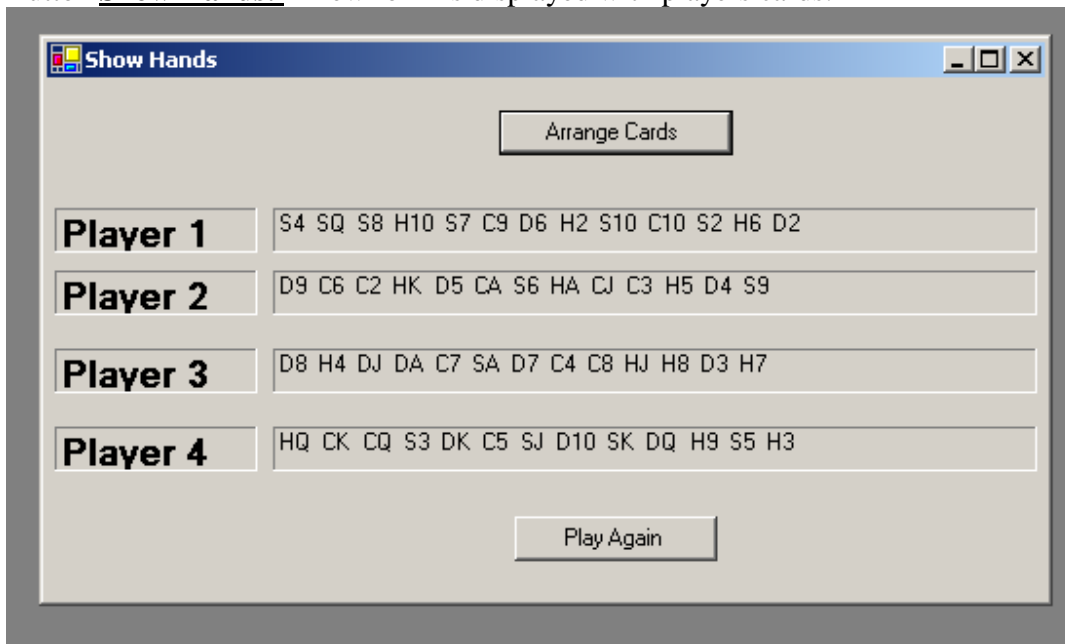 Show Hands
Arrange Cards
Player 1
S4 SQ S8 H10 S7 C9 D6 H2 S10 C10 S2 H6 D2
Player 2
D9 C6 C2 HK D5 CA S6 HA CJ C3 H5 D4 S9
Player 3
D8 H4 DJ DA C7 SA D7 C4 C8 HJ H8 D3 H7
Player 4
HQ CK CQ S3 DK C5 SJ D10 SK DQ H9 S5 H3
Play Again